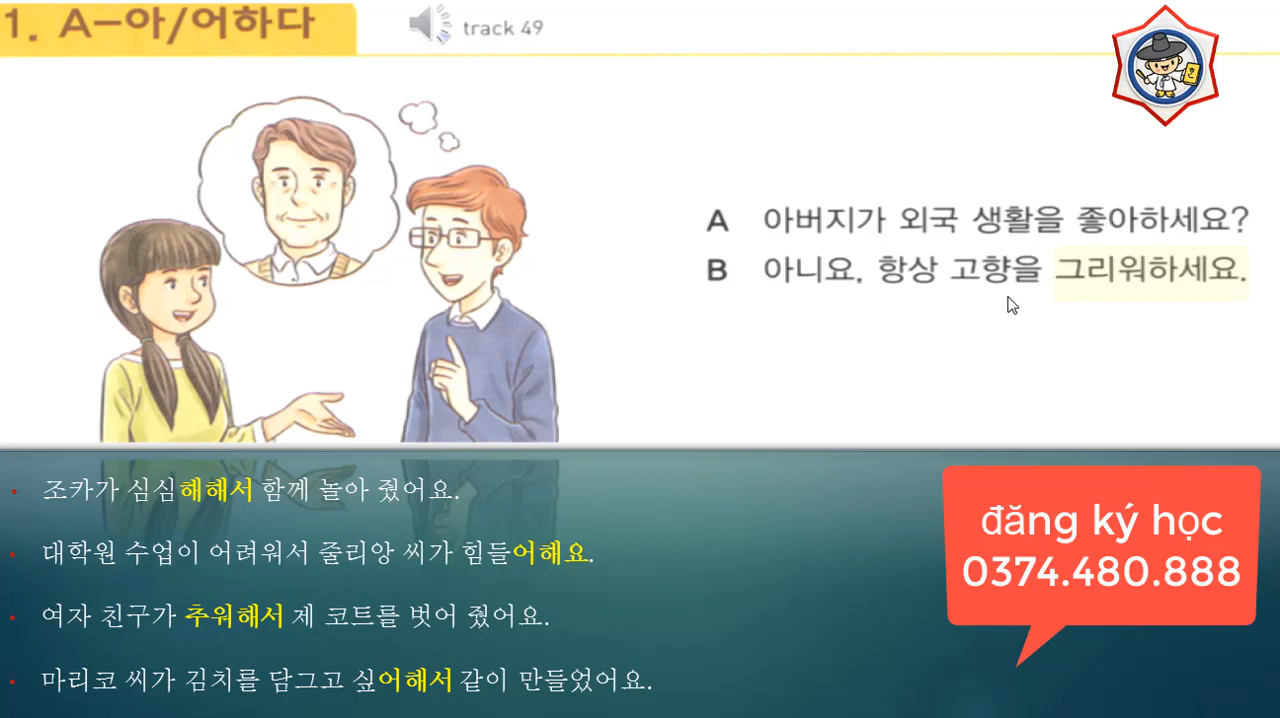 1. A-아/어하다
track 49
A 아버지가 외국 생활을 좋아하세요?
B 아니요, 항상 고향을 그리워하세요.
• 조카가 심심해해서 함께 놀아 줬어요.
• 대학원 수업이 어려워서 줄리앙 씨가 힘들어해요.
• 여자 친구가 추워해서 제 코트를 벗어 줬어요.
• 마리코 씨가 김치를 담그고 싶어해서 같이 만들었어요.
đăng ký học
0374.480.888